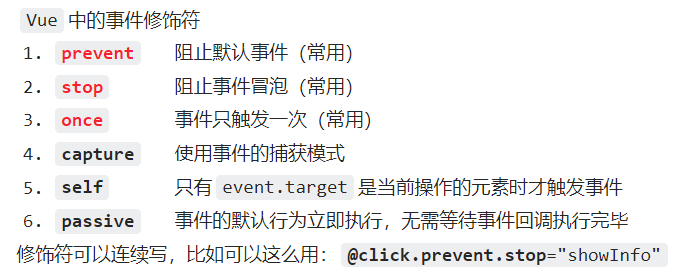 Vue 中的事件修饰符
1. prevent 阻止默认事件（常用）
2. stop 阻止事件冒泡（常用）
3. once 事件只触发一次（常用）
4. capture 使用事件的捕获模式
5. self 只有 event.target 是当前操作的元素时才触发事件
6. passive 事件的默认行为立即执行，无需等待事件回调执行完毕
修饰符可以连续写，比如可以这么用：@click.prevent.stop="showInfo"